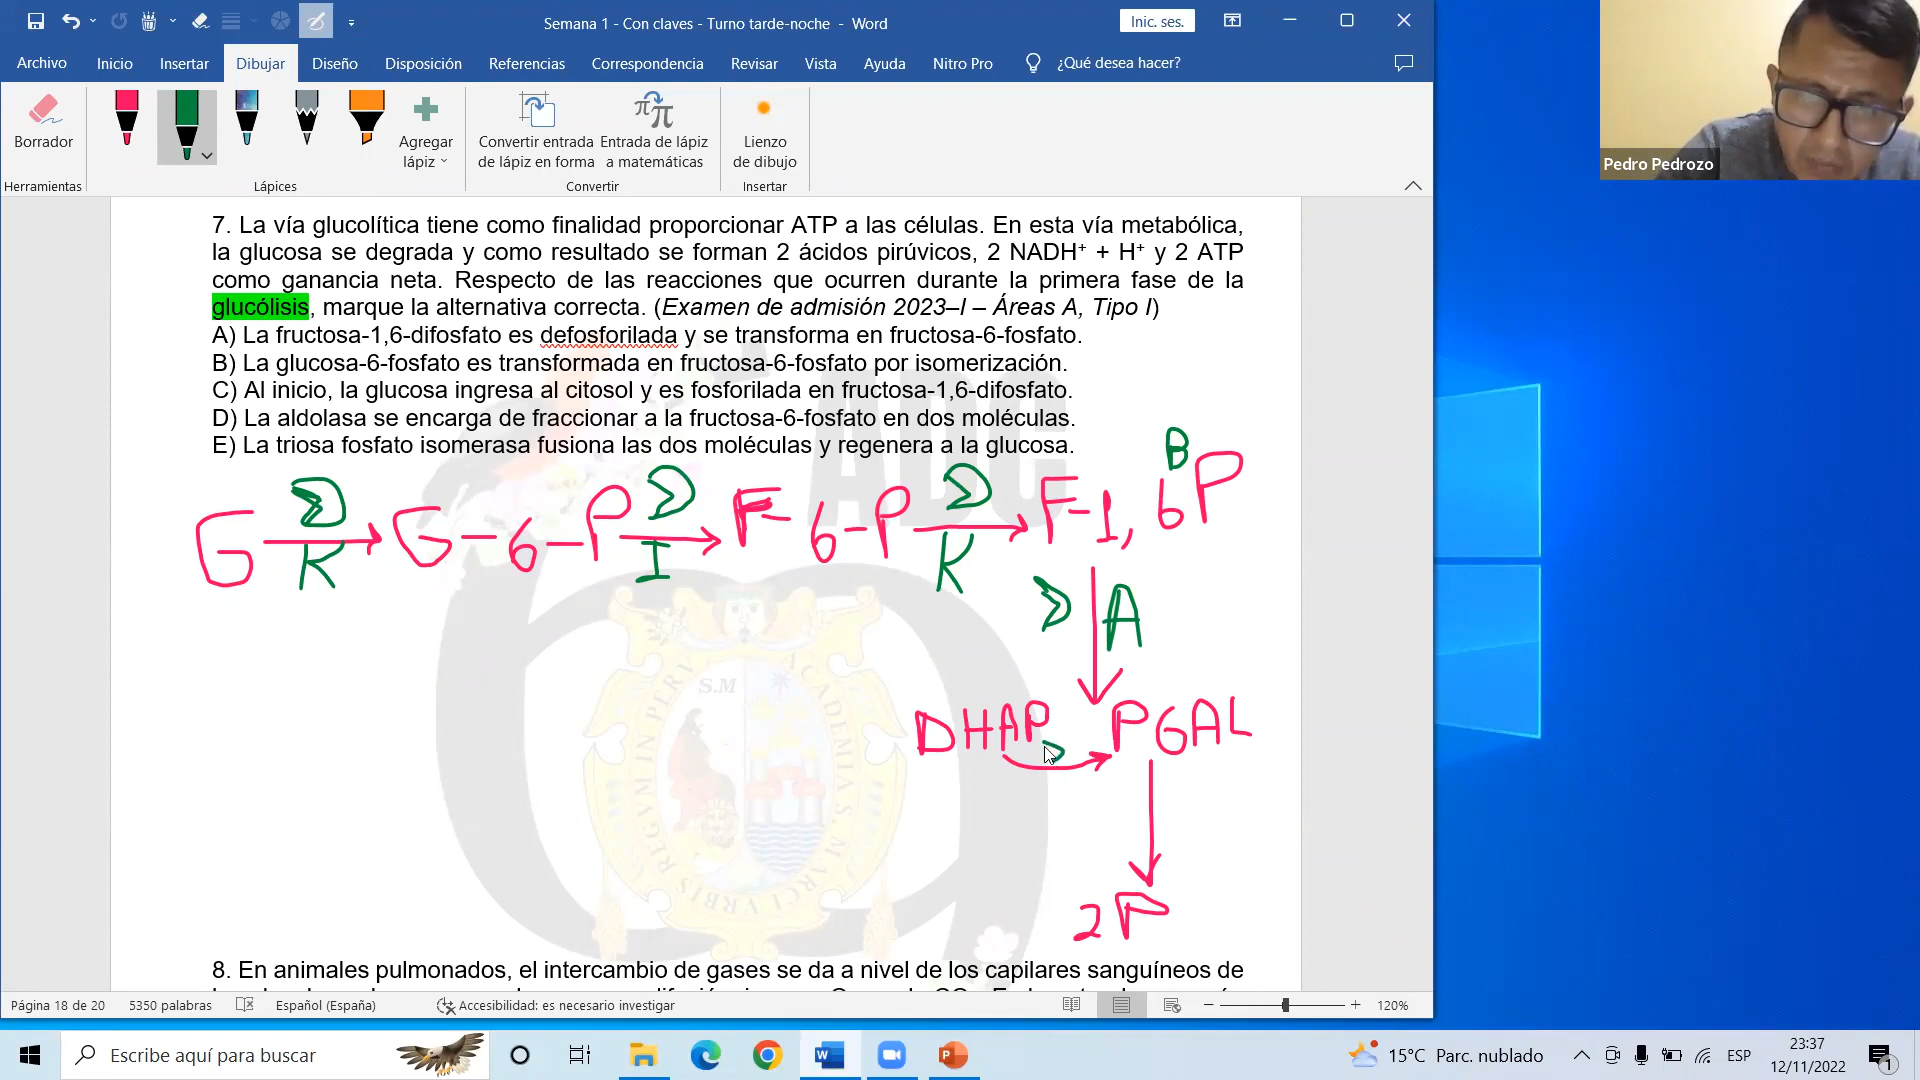 Semana 1 - Con claves - Turno tarde-noche - Word
Inic. ses.
Archivo Inicio Insertar Dibujar Diseño Disposición Referencias Correspondencia Revisar Vista Ayuda Nitro Pro ¿Qué desea hacer?
Borrador
Agregar lápiz
Convertir entrada de lápiz en forma
Entrada de lápiz a matemáticas
Lienzo de dibujo
Herramientas Lápices Convertir Insertar
Pedro Pedrozo
7. La vía glucolítica tiene como finalidad proporcionar ATP a las células. En esta vía metabólica,
la glucosa se degrada y como resultado se forman 2 ácidos pirúvicos, 2 NADH⁺ + H⁺ y 2 ATP
como ganancia neta. Respecto de las reacciones que ocurren durante la primera fase de la
glucólisis, marque la alternativa correcta. (Examen de admisión 2023–I – Áreas A, Tipo I)
A) La fructosa-1,6-difosfato es defosforilada y se transforma en fructosa-6-fosfato.
B) La glucosa-6-fosfato es transformada en fructosa-6-fosfato por isomerización.
C) Al inicio, la glucosa ingresa al citosol y es fosforilada en fructosa-1,6-difosfato.
D) La aldolasa se encarga de fraccionar a la fructosa-6-fosfato en dos moléculas.
E) La triosa fosfato isomerasa fusiona las dos moléculas y regenera a la glucosa.
ADC
B
G G-6-P F-6-P F-1,6P
K I K
A
DHAP PGAL
2P
S.M
8. En animales pulmonados, el intercambio de gases se da a nivel de los capilares sanguíneos de
Página 18 de 20 5350 palabras Español (España) Accesibilidad: es necesario investigar 120%
Escribe aquí para buscar
15°C Parc. nublado
ESP
23:37
12/11/2022
1